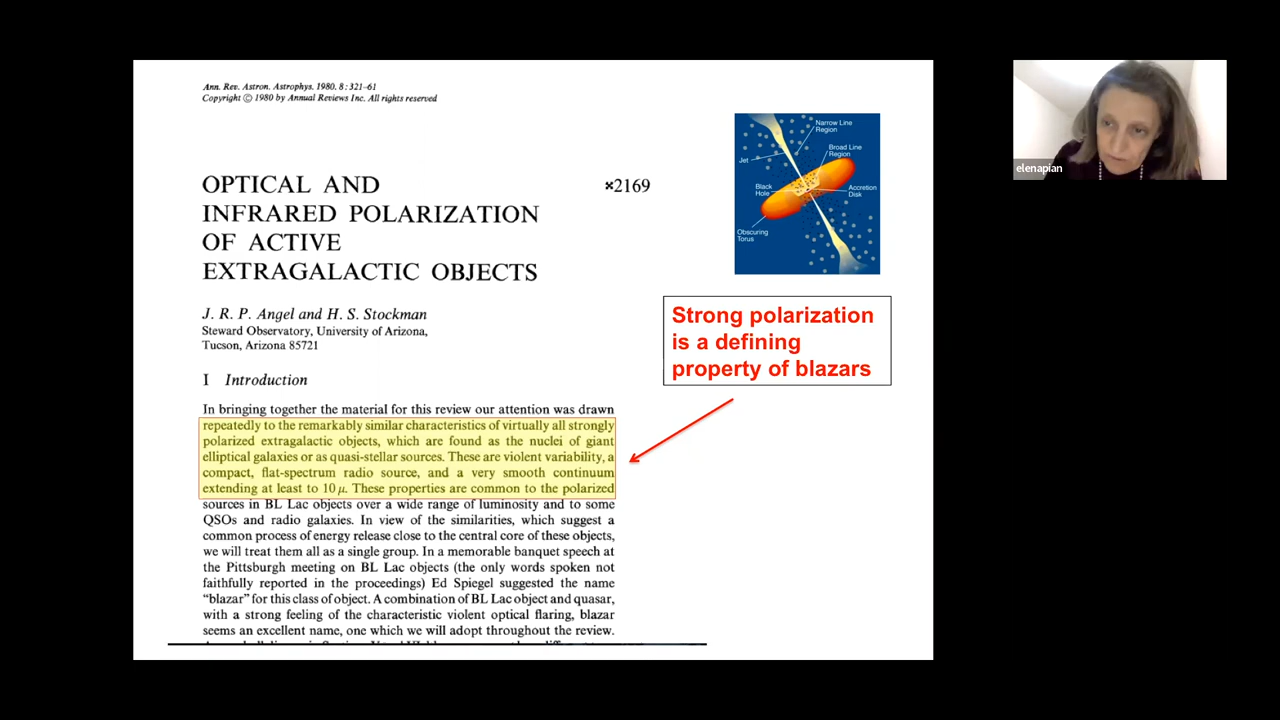 Ann. Rev. Astron. Astrophys. 1980. 8:321–61
Copyright © 1980 by Annual Reviews Inc. All rights reserved
OPTICAL AND
INFRARED POLARIZATION
OF ACTIVE
EXTRAGALACTIC OBJECTS
×2169
J. R. P. Angel and H. S. Stockman
Steward Observatory, University of Arizona,
Tucson, Arizona 85721
I Introduction
In bringing together the material for this review our attention was drawn
repeatedly to the remarkably similar characteristics of virtually all strongly
polarized extragalactic objects, which are found as the nuclei of giant
elliptical galaxies or as quasi-stellar sources. These are violent variability, a
compact, flat-spectrum radio source, and a very smooth continuum
extending at least to 10 μ. These properties are common to the polarized
sources in BL Lac objects over a wide range of luminosity and to some
QSOs and radio galaxies. In view of the similarities, which suggest a
common process of energy release close to the central core of these objects,
we will treat them all as a single group. In a memorable banquet speech at
the Pittsburgh meeting on BL Lac objects (the only words spoken not
faithfully reported in the proceedings) Ed Spiegel suggested the name
“blazar” for this class of object. A combination of BL Lac object and quasar,
with a strong feeling of the characteristic violent optical flaring, blazar
seems an excellent name, one which we will adopt throughout the review.
Narrow Line
Region
Broad Line
Region
Jet
Black
Hole
Accretion
Disk
Obscuring
Torus
Strong polarization
is a defining
property of blazars
elenapian